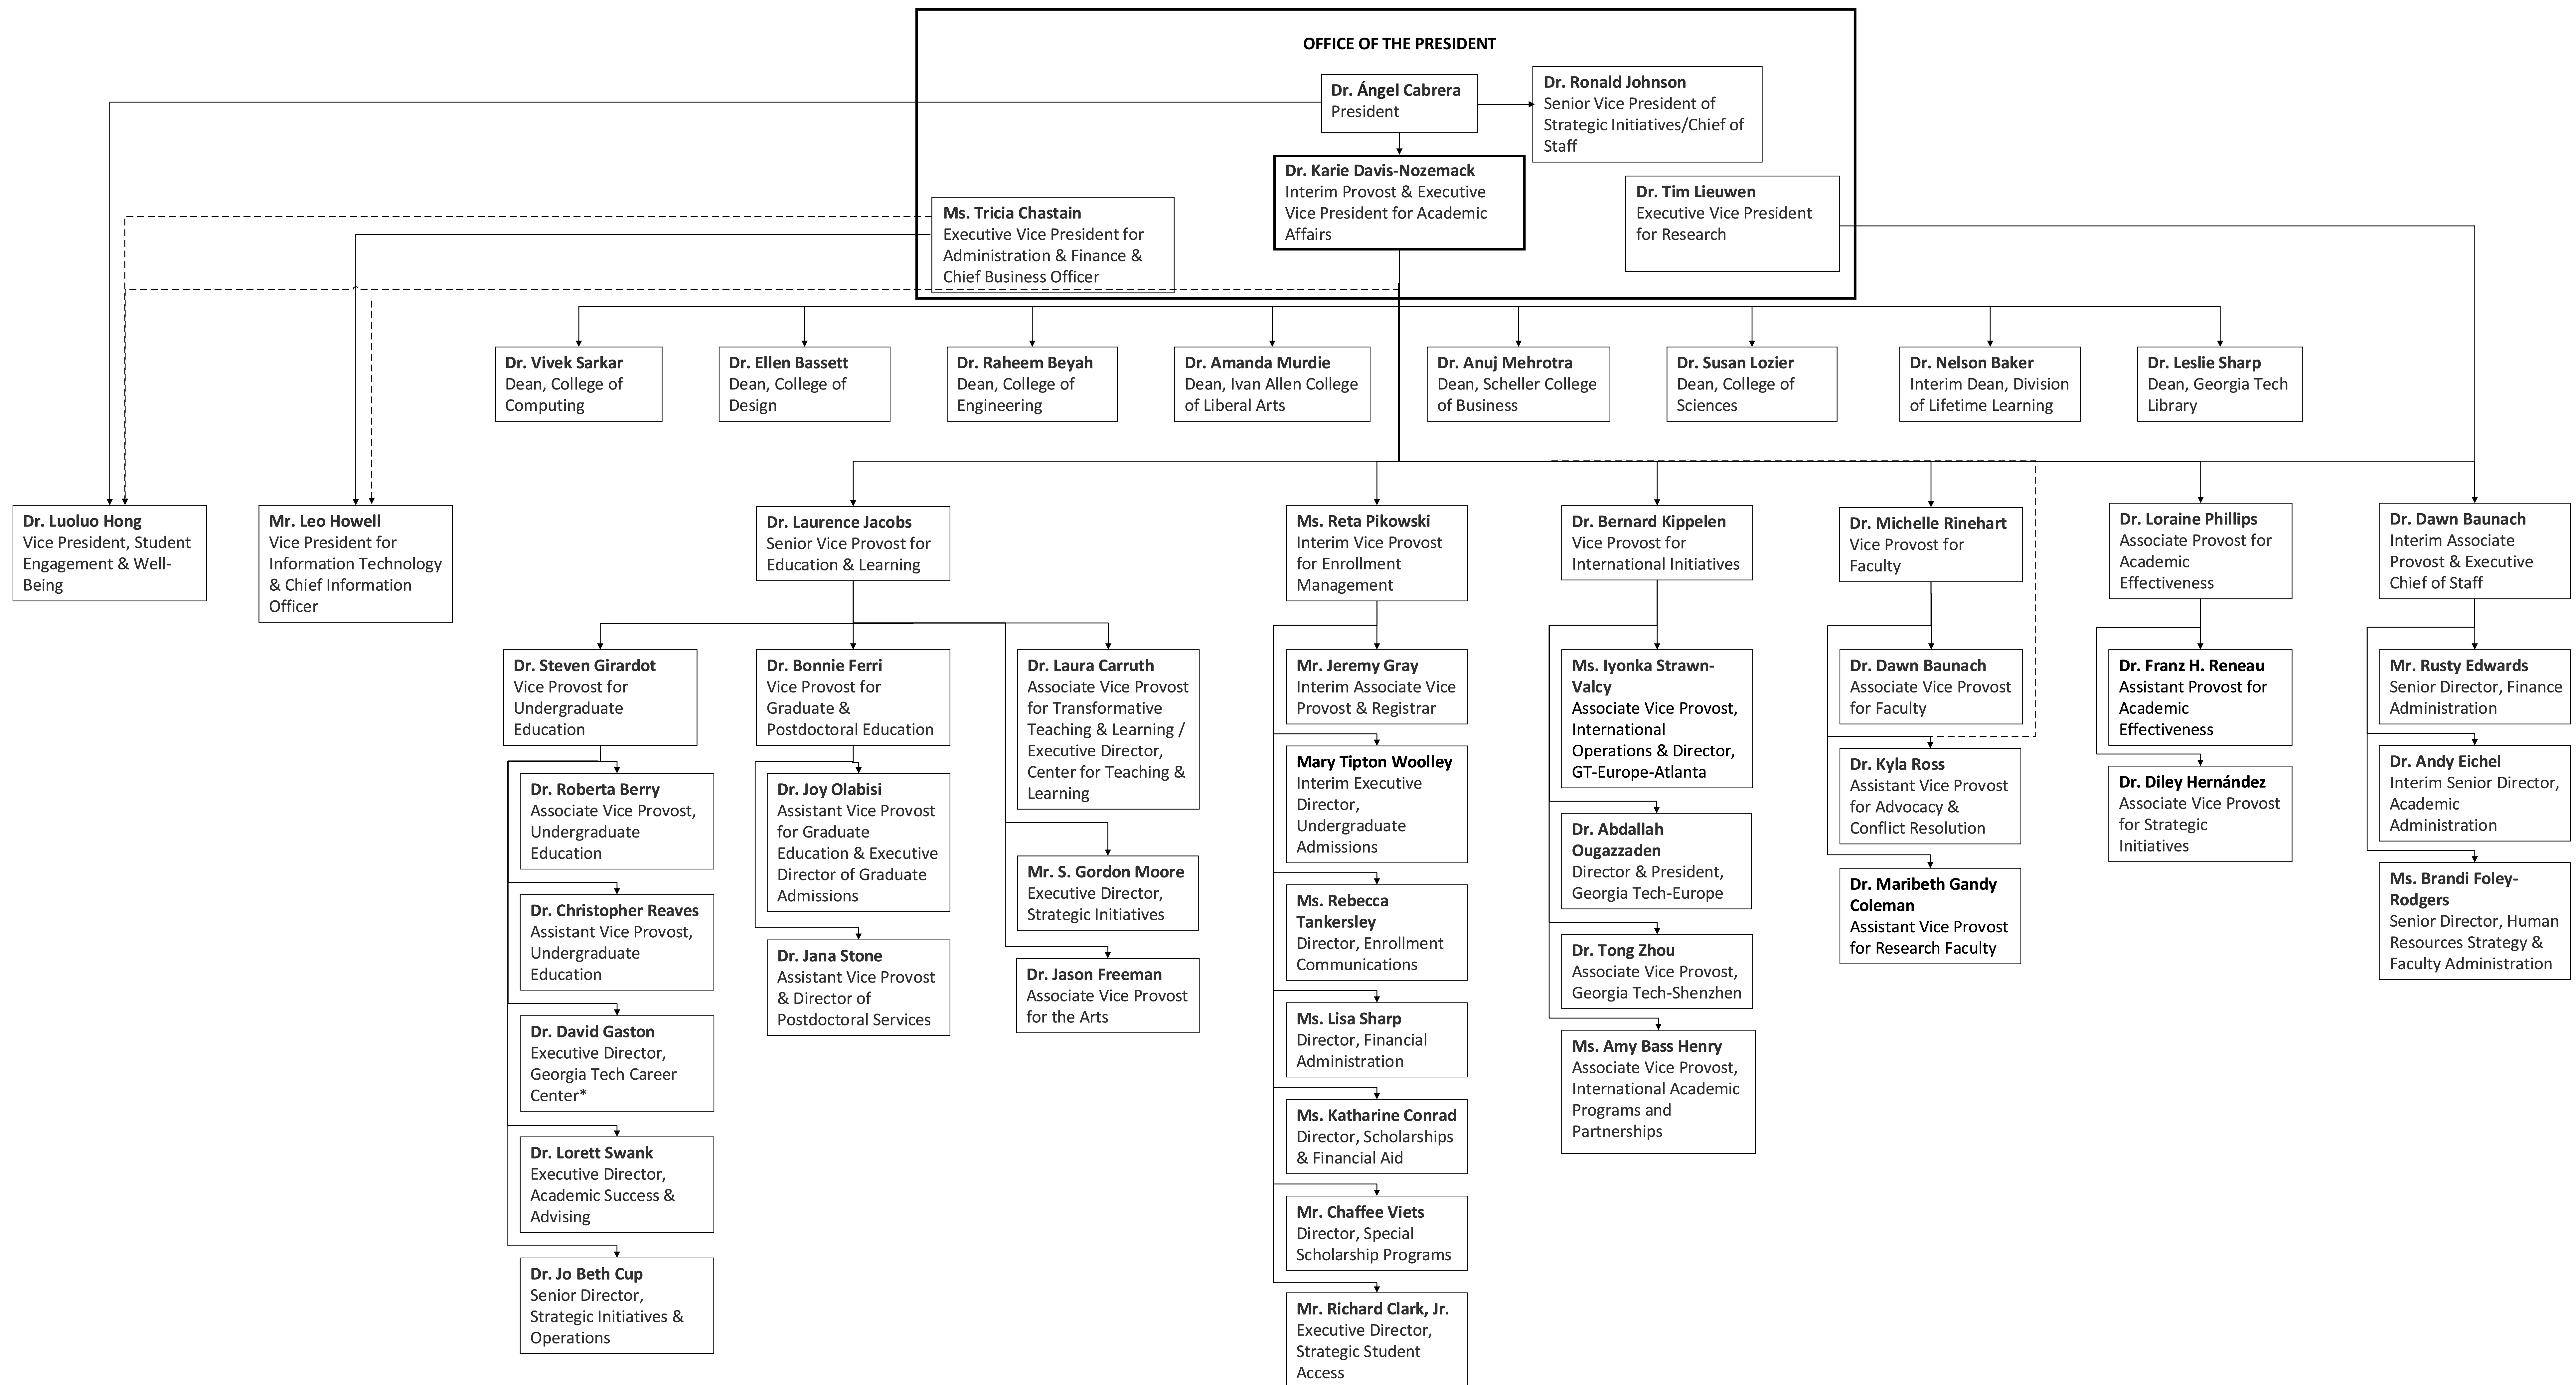 OFFICE OF THE PRESIDENT
Dr. Ángel Cabrera
President
Dr. Ronald Johnson
Senior Vice President of
Strategic Initiatives/Chief of
Staff
Dr. Karie Davis-Nozemack
Interim Provost & Executive
Vice President for Academic
Affairs
Dr. Tim Lieuwen
Executive Vice President
for Research
Ms. Tricia Chastain
Executive Vice President for
Administration & Finance &
Chief Business Officer
Dr. Vivek Sarkar
Dean, College of
Computing
Dr. Ellen Bassett
Dean, College of
Design
Dr. Raheem Beyah
Dean, College of
Engineering
Dr. Amanda Murdie
Dean, Ivan Allen College
of Liberal Arts
Dr. Anuj Mehrotra
Dean, Scheller College
of Business
Dr. Susan Lozier
Dean, College of
Sciences
Dr. Nelson Baker
Interim Dean, Division
of Lifetime Learning
Dr. Leslie Sharp
Dean, Georgia Tech
Library
Dr. Luoluo Hong
Vice President, Student
Engagement & Well-
Being
Mr. Leo Howell
Vice President for
Information Technology
& Chief Information
Officer
Dr. Laurence Jacobs
Senior Vice Provost for
Education & Learning
Ms. Reta Pikowski
Interim Vice Provost
for Enrollment
Management
Dr. Bernard Kippelen
Vice Provost for
International Initiatives
Dr. Michelle Rinehart
Vice Provost for
Faculty
Dr. Loraine Phillips
Associate Provost for
Academic
Effectiveness
Dr. Dawn Baunach
Interim Associate
Provost & Executive
Chief of Staff
Dr. Steven Girardot
Vice Provost for
Undergraduate
Education
Dr. Roberta Berry
Associate Vice Provost,
Undergraduate
Education
Dr. Christopher Reaves
Assistant Vice Provost,
Undergraduate
Education
Dr. David Gaston
Executive Director,
Georgia Tech Career
Center*
Dr. Lorett Swank
Executive Director,
Academic Success &
Advising
Dr. Jo Beth Cup
Senior Director,
Strategic Initiatives &
Operations
Dr. Bonnie Ferri
Vice Provost for
Graduate &
Postdoctoral Education
Dr. Joy Olabisi
Assistant Vice Provost
for Graduate
Education & Executive
Director of Graduate
Admissions
Dr. Jana Stone
Assistant Vice Provost
& Director of
Postdoctoral Services
Dr. Laura Carruth
Associate Vice Provost
for Transformative
Teaching & Learning /
Executive Director,
Center for Teaching &
Learning
Mr. S. Gordon Moore
Executive Director,
Strategic Initiatives
Dr. Jason Freeman
Associate Vice Provost
for the Arts
Mr. Jeremy Gray
Interim Associate Vice
Provost & Registrar
Mary Tipton Woolley
Interim Executive
Director,
Undergraduate
Admissions
Ms. Rebecca
Tankersley
Director, Enrollment
Communications
Ms. Lisa Sharp
Director, Financial
Administration
Ms. Katharine Conrad
Director, Scholarships
& Financial Aid
Mr. Chaffee Viets
Director, Special
Scholarship Programs
Mr. Richard Clark, Jr.
Executive Director,
Strategic Student
Access
Ms. Iyonka Strawn-
Valcy
Associate Vice Provost,
International
Operations & Director,
GT-Europe-Atlanta
Dr. Abdallah
Ougazzaden
Director & President,
Georgia Tech-Europe
Dr. Tong Zhou
Associate Vice Provost,
Georgia Tech-Shenzhen
Ms. Amy Bass Henry
Associate Vice Provost,
International Academic
Programs and
Partnerships
Dr. Dawn Baunach
Associate Vice Provost
for Faculty
Dr. Kyla Ross
Assistant Vice Provost
for Advocacy &
Conflict Resolution
Dr. Maribeth Gandy
Coleman
Assistant Vice Provost
for Research Faculty
Dr. Franz H. Reneau
Assistant Provost for
Academic
Effectiveness
Dr. Diley Hernández
Associate Vice Provost
for Strategic
Initiatives
Mr. Rusty Edwards
Senior Director, Finance
Administration
Dr. Andy Eichel
Interim Senior Director,
Academic
Administration
Ms. Brandi Foley-
Rodgers
Senior Director, Human
Resources Strategy &
Faculty Administration